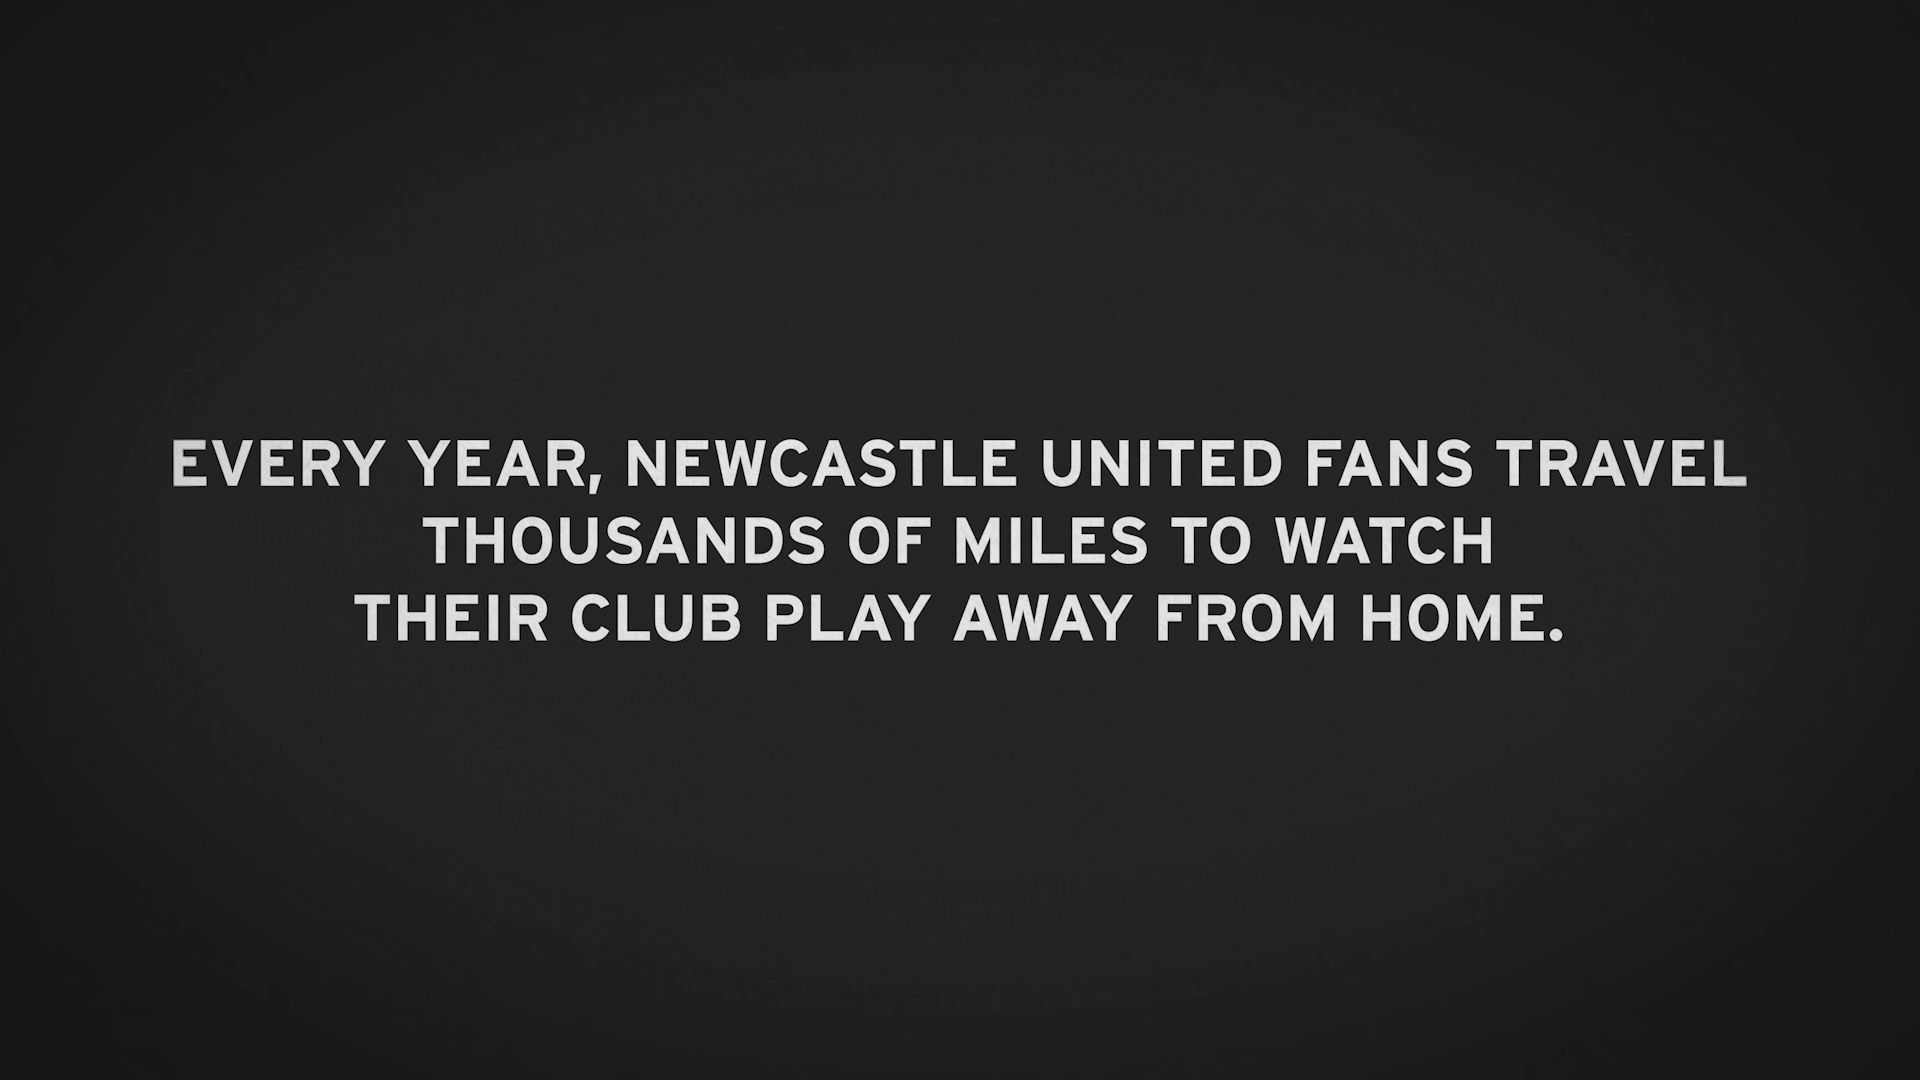 EVERY YEAR, NEWCASTLE UNITED FANS TRAVEL
THOUSANDS OF MILES TO WATCH
THEIR CLUB PLAY AWAY FROM HOME.